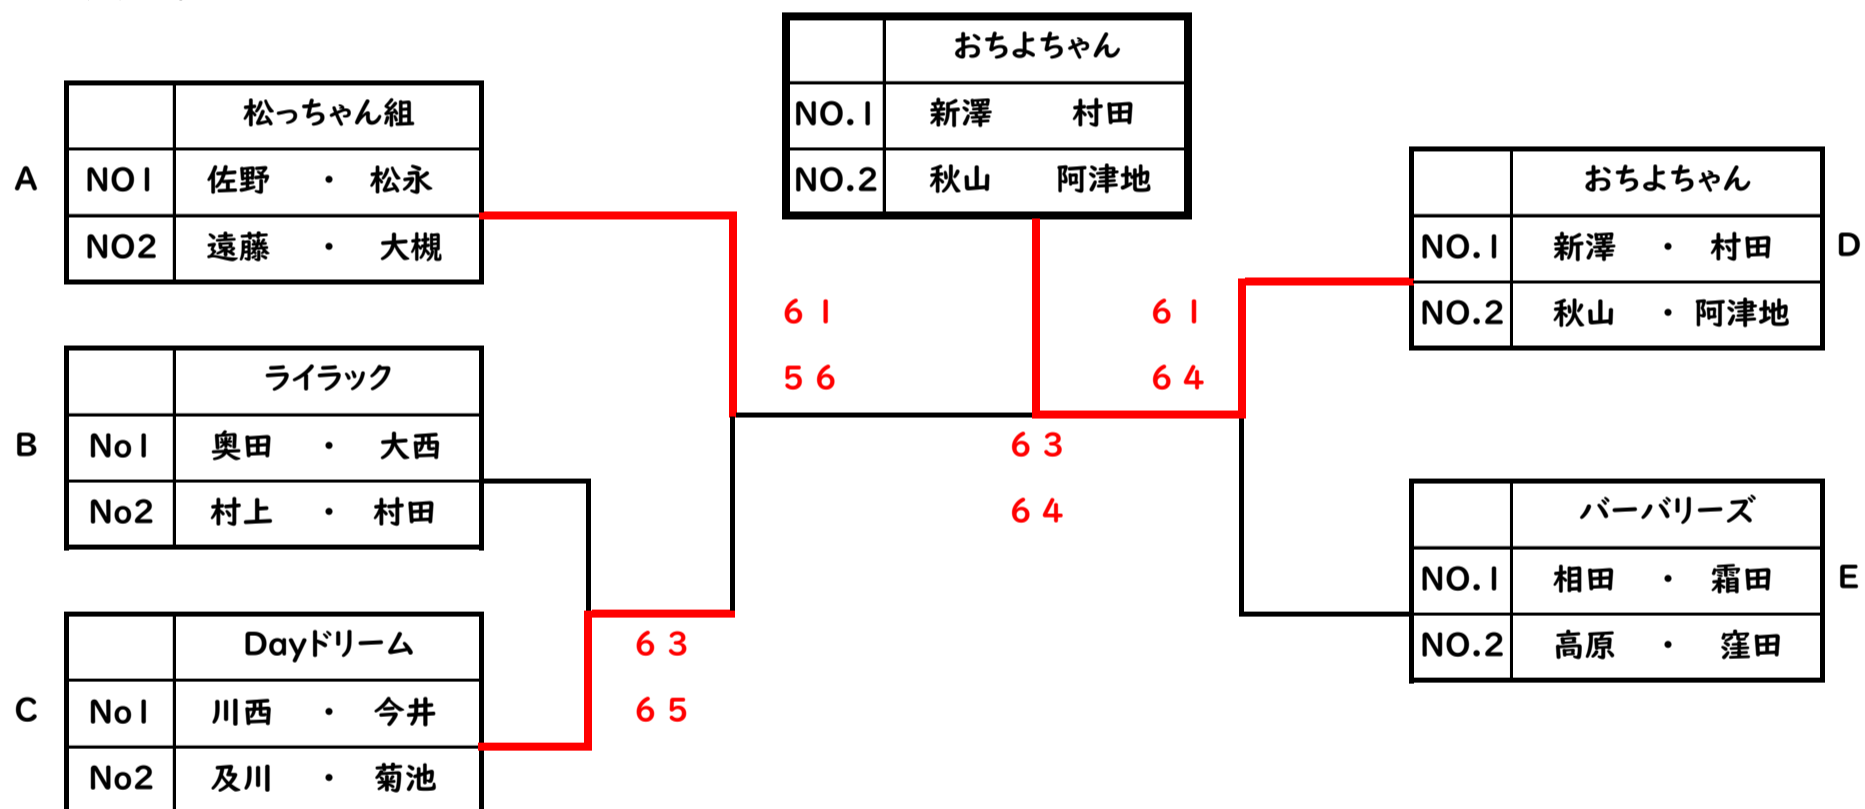 おちよちゃん
NO.1 新澤 村田
NO.2 秋山 阿津地
A
松っちゃん組
NO1 佐野 ・ 松永
NO2 遠藤 ・ 大槻
B
ライラック
No1 奥田 ・ 大西
No2 村上 ・ 村田
C
Dayドリーム
No1 川西 ・ 今井
No2 及川 ・ 菊池
6 1
5 6
6 3
6 5
6 3
6 4
6 1
6 4
おちよちゃん
NO.1 新澤 ・ 村田
NO.2 秋山 ・ 阿津地
D
バーバリーズ
NO.1 相田 ・ 霜田
NO.2 高原 ・ 窪田
E